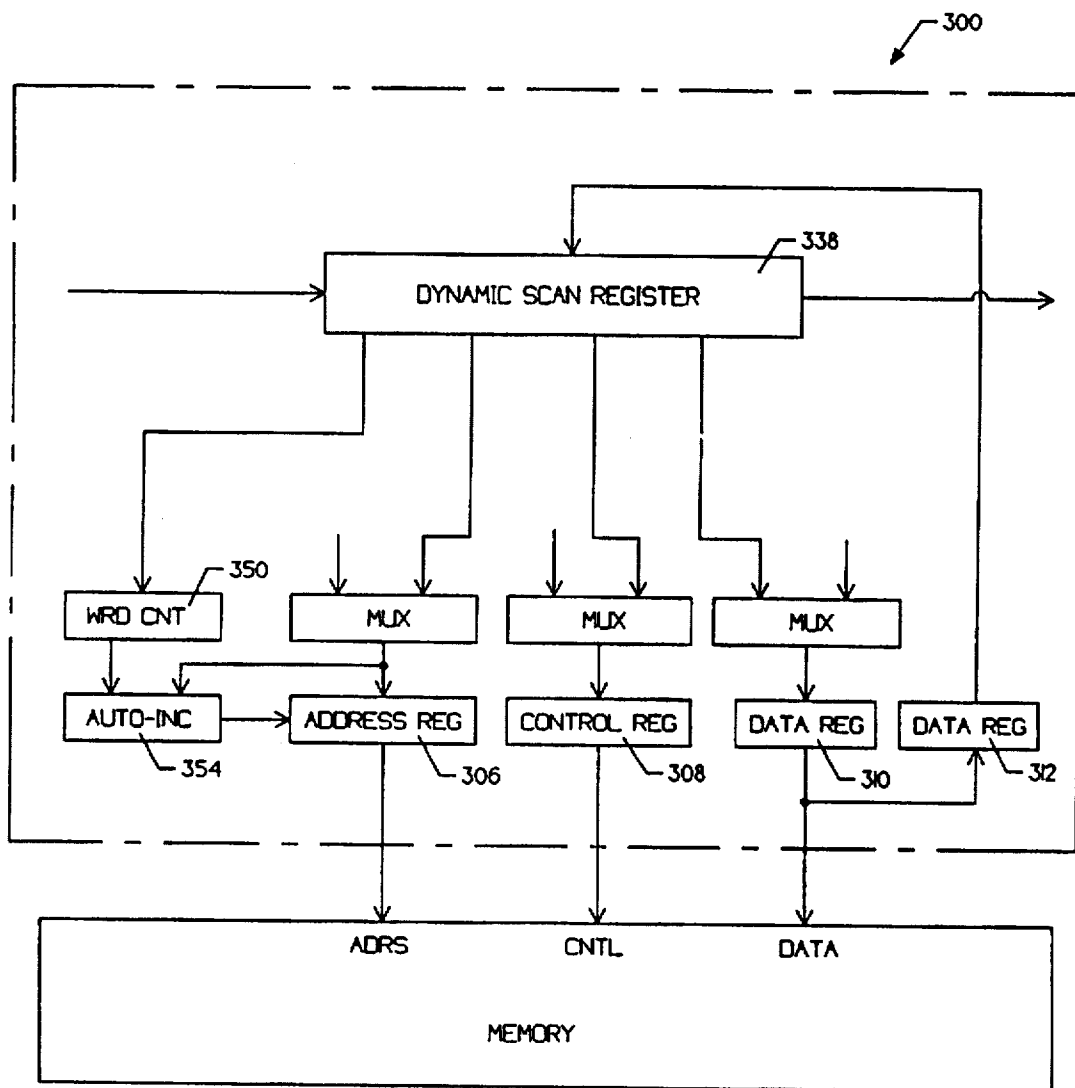 300
338
DYNAMIC SCAN REGISTER
350
WRD CNT
MUX
MUX
MUX
AUTO-INC
ADDRESS REG
CONTROL REG
DATA REG
DATA REG
354
306
308
310
312
ADRS
CNTL
DATA
MEMORY